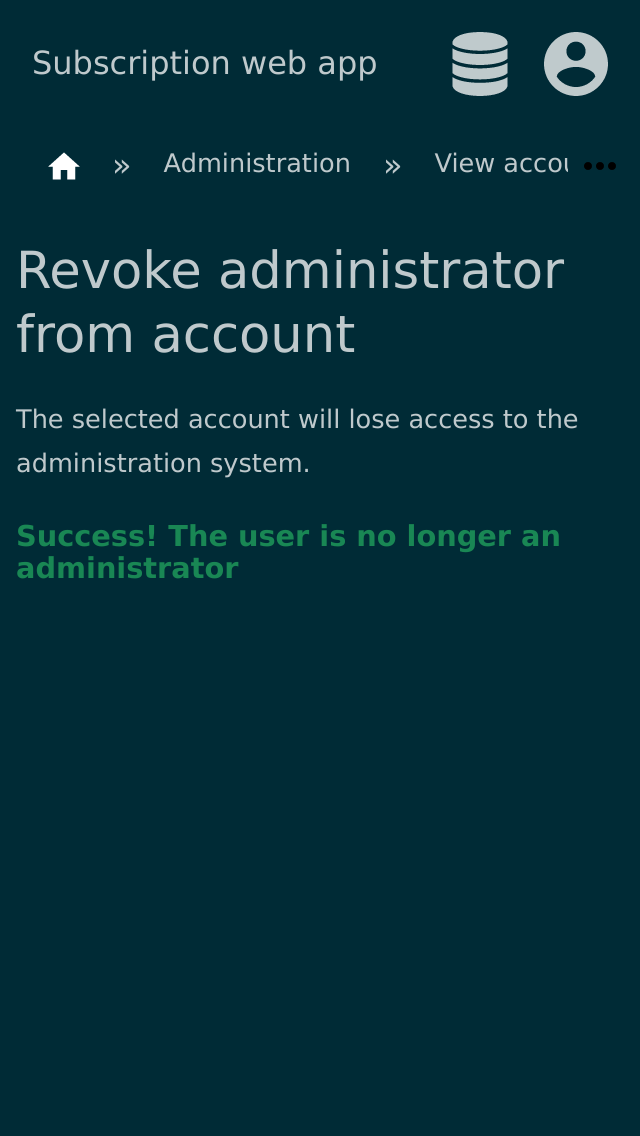 Subscription web app
» Administration » View accou
Revoke administrator
from account
The selected account will lose access to the
administration system.
Success! The user is no longer an
administrator